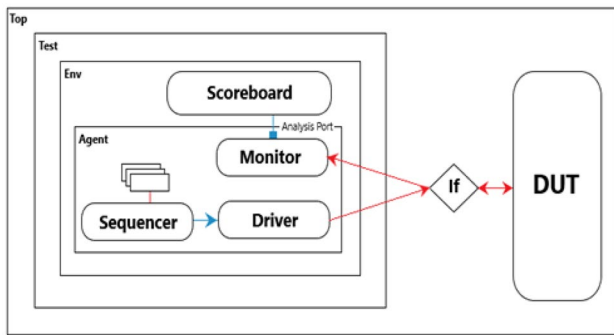 Top
Test
Env
Scoreboard
Analysis Port
Agent
Monitor
Sequencer
Driver
If
DUT